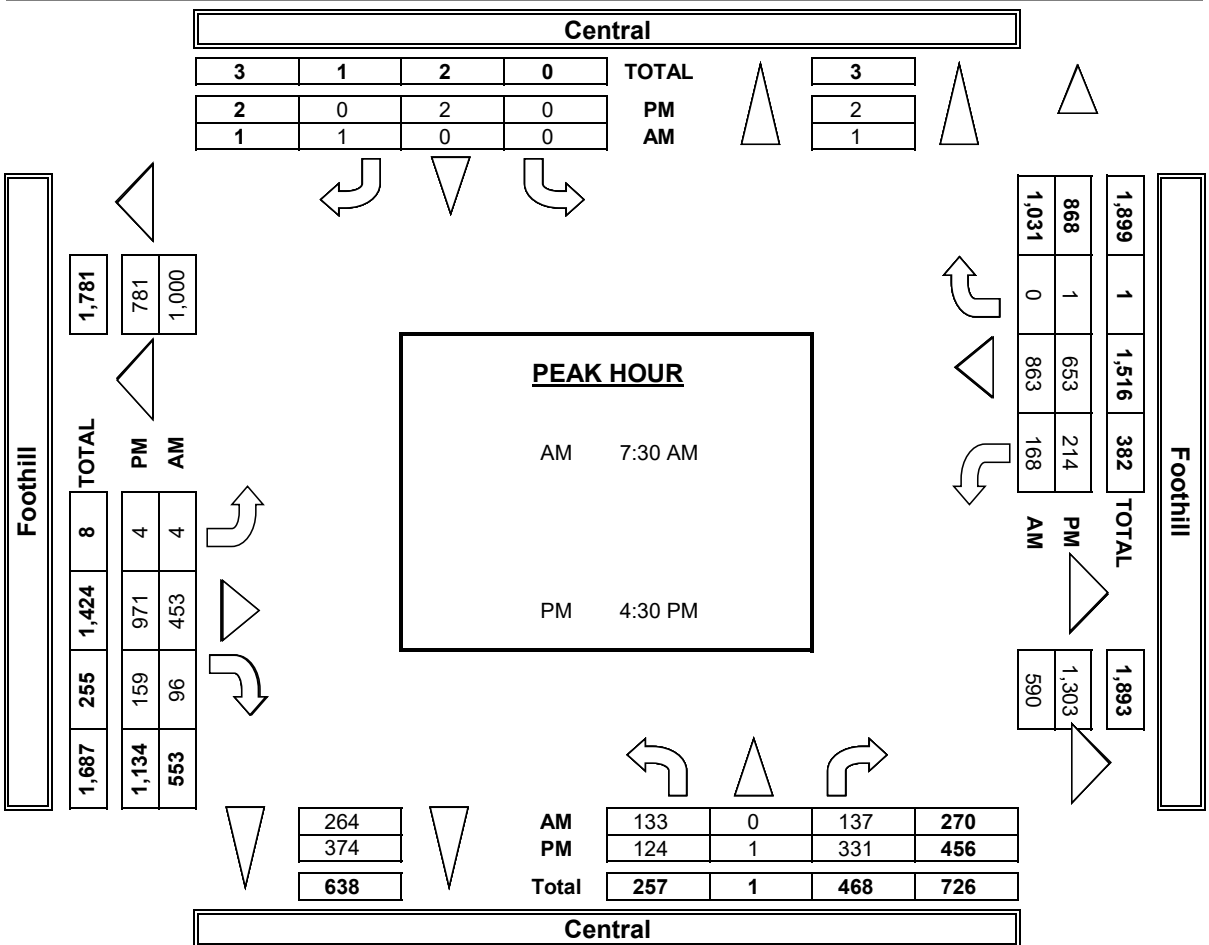 Central
3 1 2 0 TOTAL 3
2 0 2 0 PM 2
1 1 0 0 AM 1
Foothill
1,781
781
1,000
TOTAL
PM
AM
8 1,424 255 1,687
4 971 159 1,134
4 453 96 553
PEAK HOUR
AM 7:30 AM
PM 4:30 PM
1,899 1 1,516 382 TOTAL 1,893
868 1 653 214 PM 1,303
1,031 0 863 168 AM 590
Foothill
264 AM 133 0 137 270
374 PM 124 1 331 456
638 Total 257 1 468 726
Central